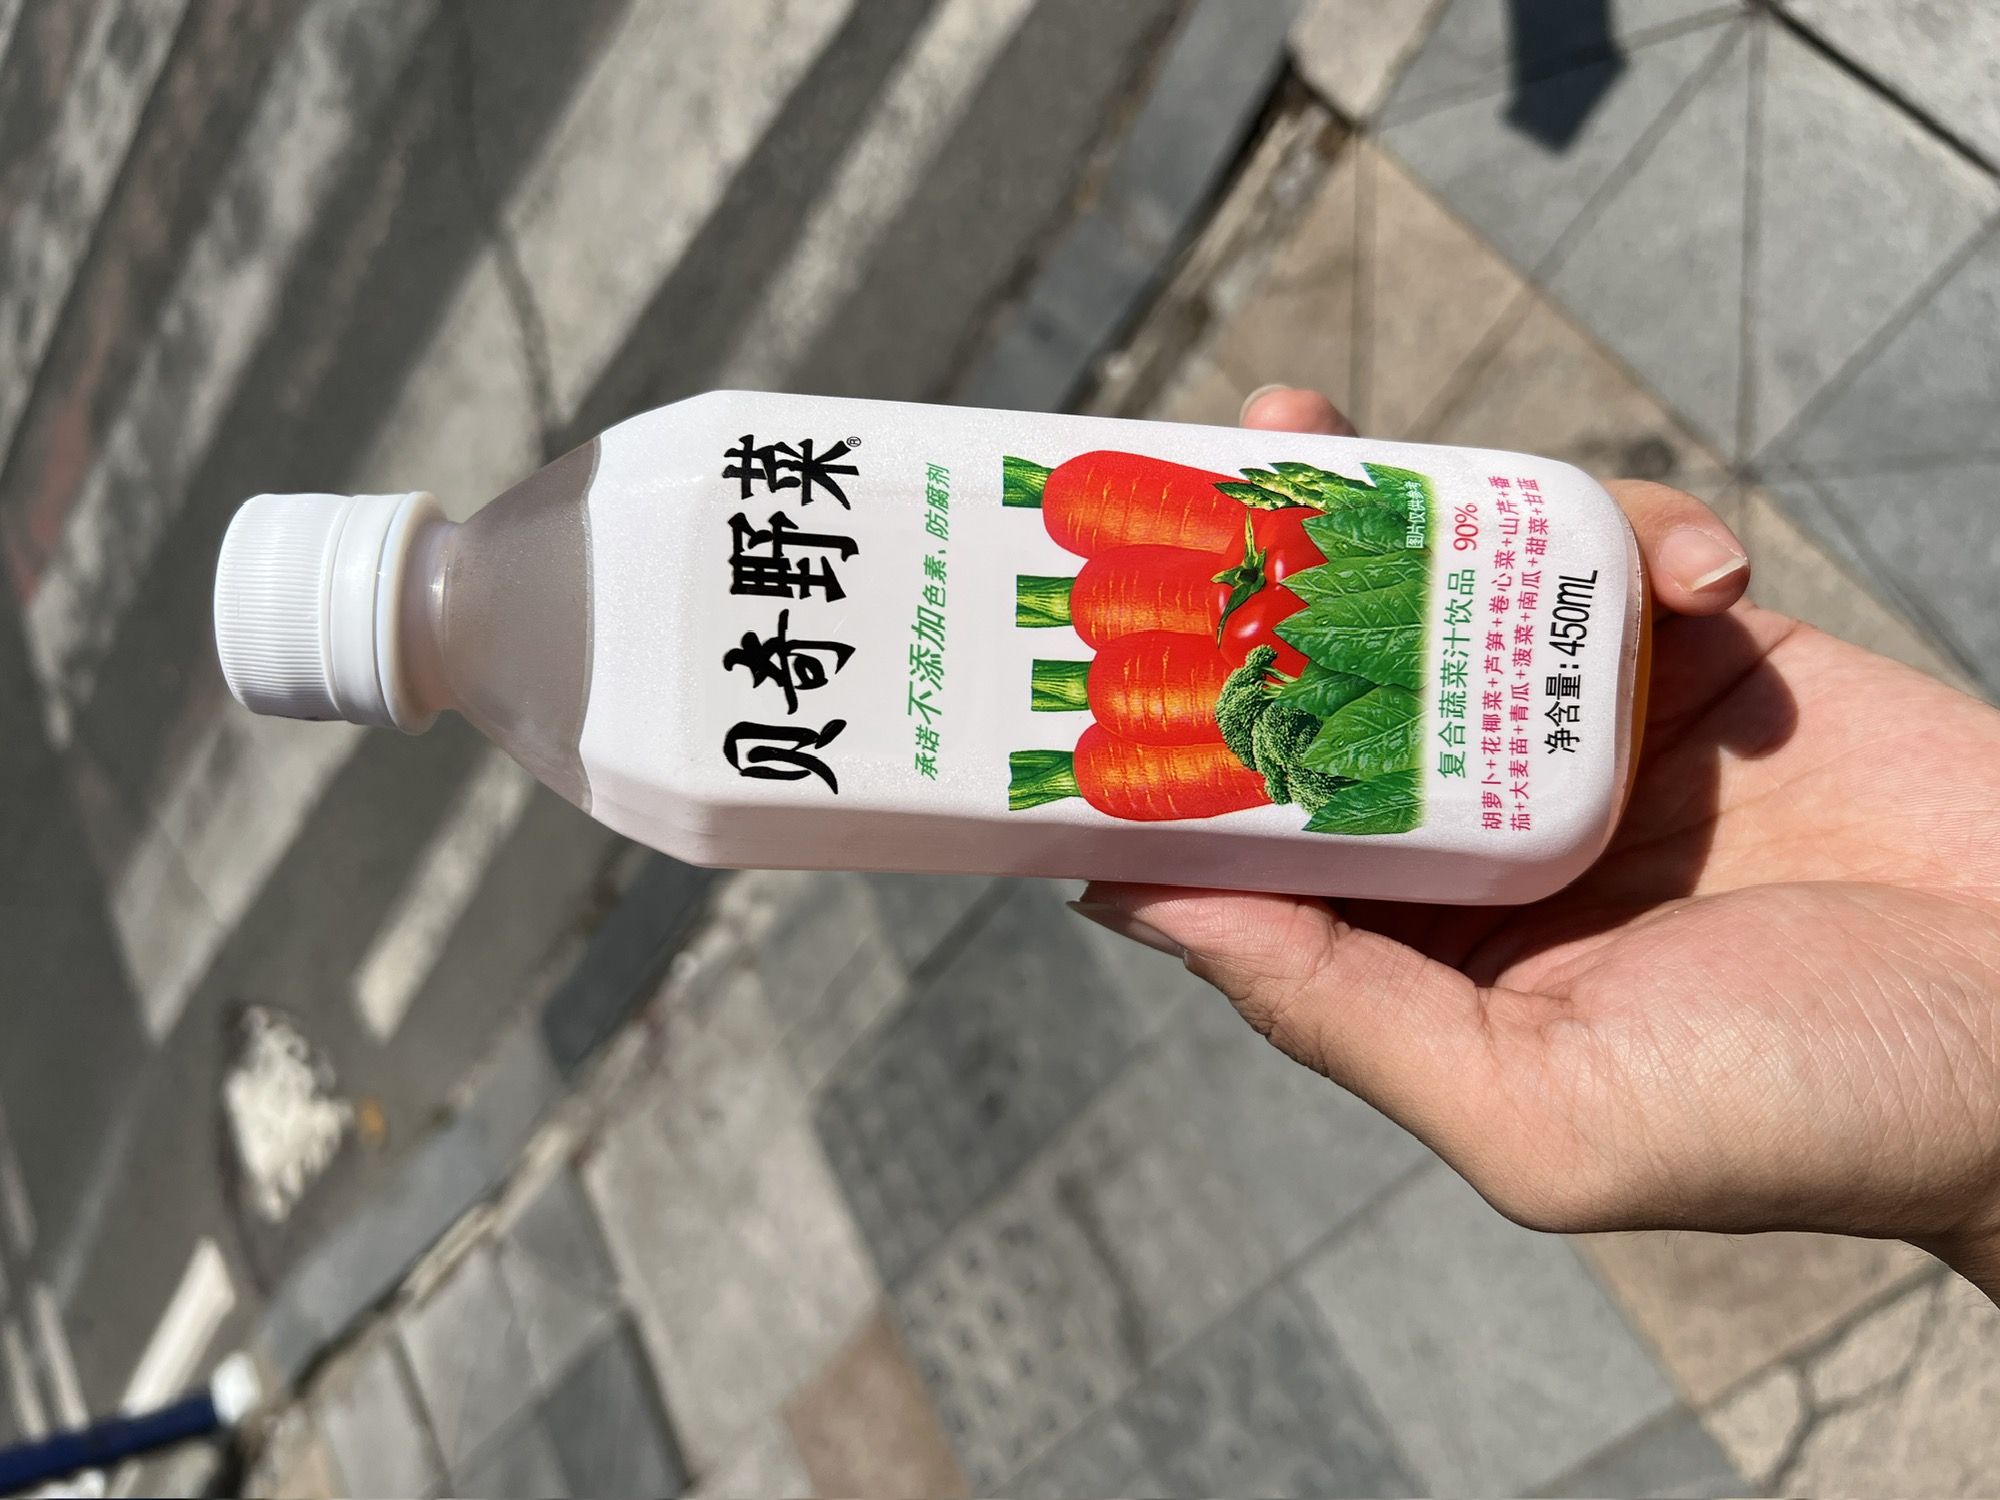 贝奇野菜®
承诺不添加色素、防腐剂
图片仅供参考
复合蔬菜汁饮品 90%
胡萝卜+花椰菜+芦笋+卷心菜+山芹+番
茄+大麦苗+青瓜+菠菜+南瓜+甜菜+甘蓝
净含量:450mL